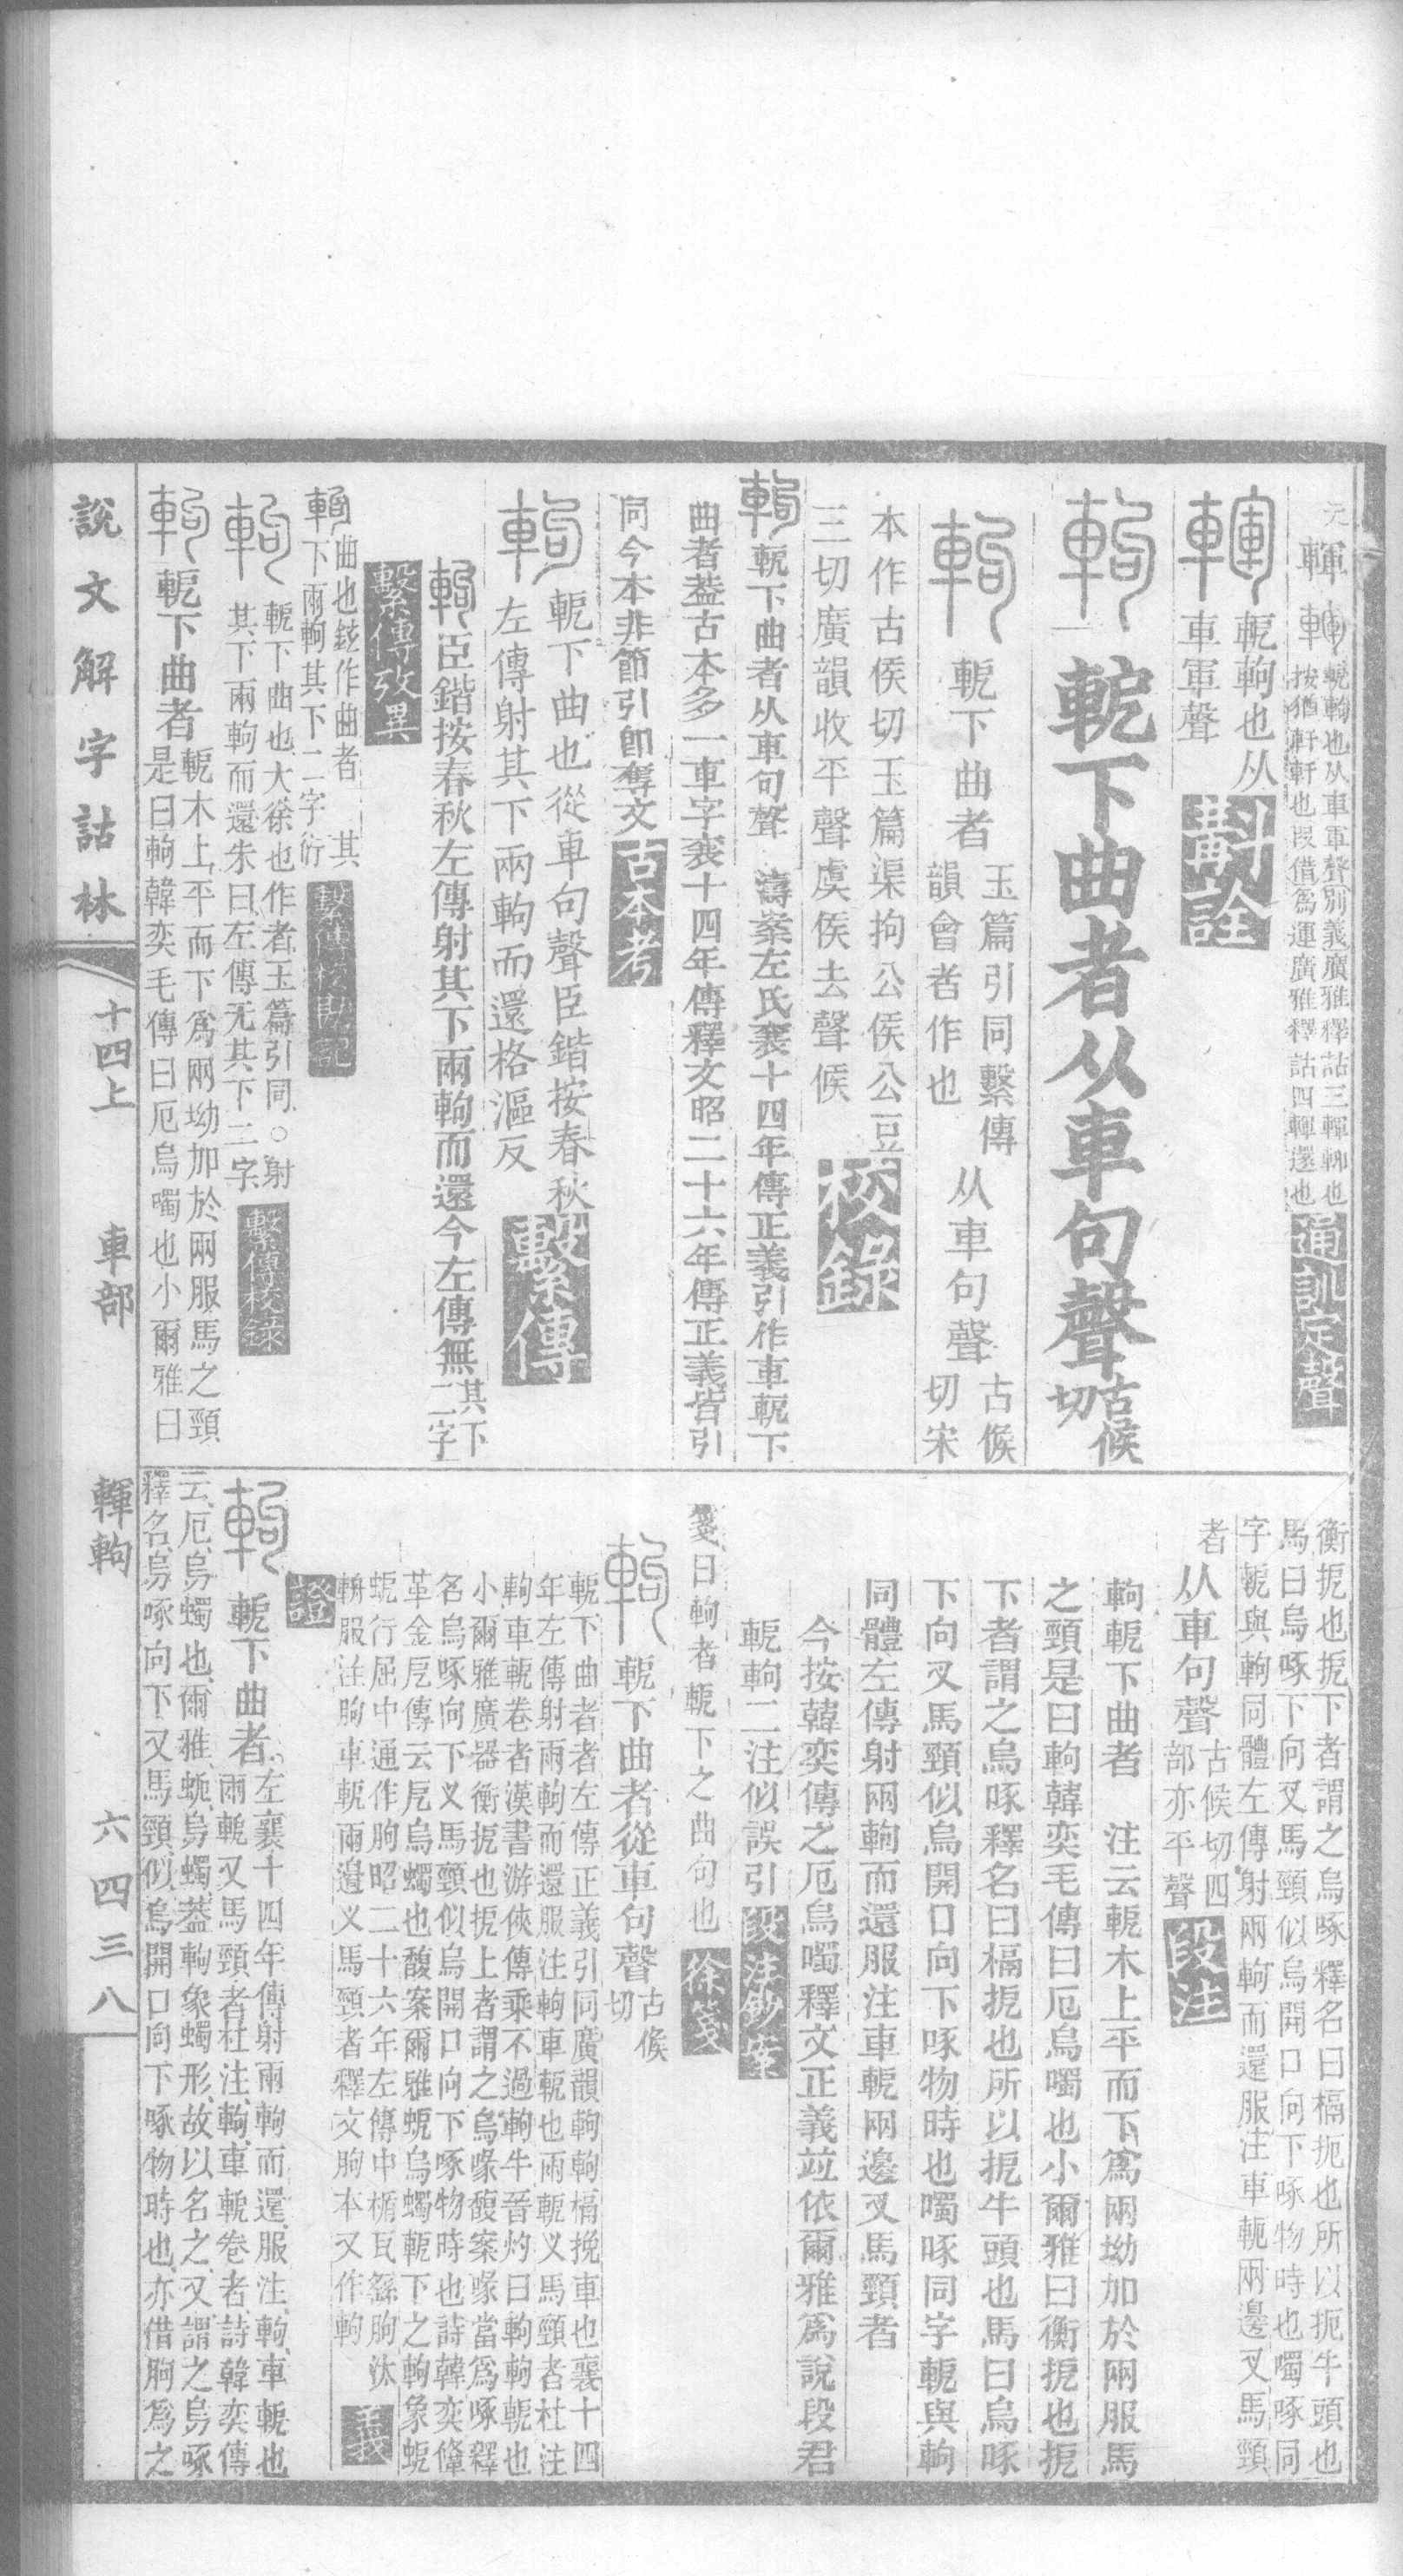 輯 輑 軶輑也从車軍聲別義廣雅釋詁三輑軵也
按猶軒軒也叚借爲運廣雅釋詁四輑還也
通訓定聲
軶軥也从
車軍聲
斠詮
軥 軶下曲者从車句聲古候切
軥 軶下曲者玉篇引同繫傳
韻會者作也从車句聲古候
切宋
本作古侯切玉篇渠拘公侯公豆
三切廣韻收平聲虞侯去聲候
校錄
軥軶下曲者从車句聲 濤案左氏襄十四年傳正義引作車軶下
曲者葢古本多一車字襄十四年傳釋文昭二十六年傳正義皆引
同今本非節引卽奪文古本考
軥 軶下曲也從車句聲臣鍇按春秋
左傳射其下兩軥而還格漚反
繫傳
軥臣鍇按春秋左傳射其下兩軥而還今左傳無其下
二字
繫傳攷異
軥曲也鉉作曲者 其
下兩軥其下二字衍
繫傳校勘記
軥 軶下曲也大徐也作者玉篇引同○射
其下兩軥而還朱曰左傳无其下二字
繫傳校錄
軥軶下曲者軶木上平而下爲兩坳加於兩服馬之頸
是曰軥韓奕毛傳曰厄烏噣也小爾雅曰
衡扼也扼下者謂之烏啄釋名曰槅扼也所以扼牛頭也
馬曰烏啄下向叉馬頸似烏開口向下啄物時也噣啄同
字軶與軥同體左傳射兩軥而還服注車軶兩邊叉馬頸
者从車句聲古候切四
部亦平聲
段注
軥軶下曲者 注云軶木上平而下爲兩坳加於兩服馬
之頸是曰軥韓奕毛傳曰厄烏噣也小爾雅曰衡扼也扼
下者謂之烏啄釋名曰槅扼也所以扼牛頭也馬曰烏啄
下向叉馬頸似烏開口向下啄物時也噣啄同字軶與軥
同體左傳射兩軥而還服注車軶兩邊叉馬頸者
今按韓奕傳之厄烏噣釋文正義竝依爾雅爲說段君
軶軥二注似誤引段注鈔案
箋曰軥者軶下之曲句也徐箋
軥 軶下曲者從車句聲古候
切
軶下曲者者左傳正義引同廣韻軥軥槅挽車也襄十四
年左傳射兩軥而還服注軥車軶也兩軶叉馬頸者杜注
軥車軶卷者漢書游俠傳乘不過軥牛晉灼曰軥軥軶也
小爾雅廣器衡扼也扼上者謂之烏喙馥案喙當爲啄釋
名烏啄向下叉馬頸似烏開口向下啄物時也詩韓奕鞗
革金戹傳云戹烏蠋也馥案爾雅蚅烏蠋軶下之軥象蚅
蚅行屈中通作朐昭二十六年左傳中楯瓦繇朐汰
輈服注朐車軶兩邊叉馬頸者釋文朐本又作軥
義
證
軥 軶下曲者○左襄十四年傳射兩軥而還服注軥車軶也
兩軶叉馬頸者杜注軥車軶卷者詩韓奕傳
云厄烏蠋也爾雅蚅烏蠋葢軥象蠋形故以名之又謂之烏啄
釋名烏啄向下叉馬頸似烏開口向下啄物時也亦借朐爲之
說文解字詁林 十四上 車部 輑軥 六四三八